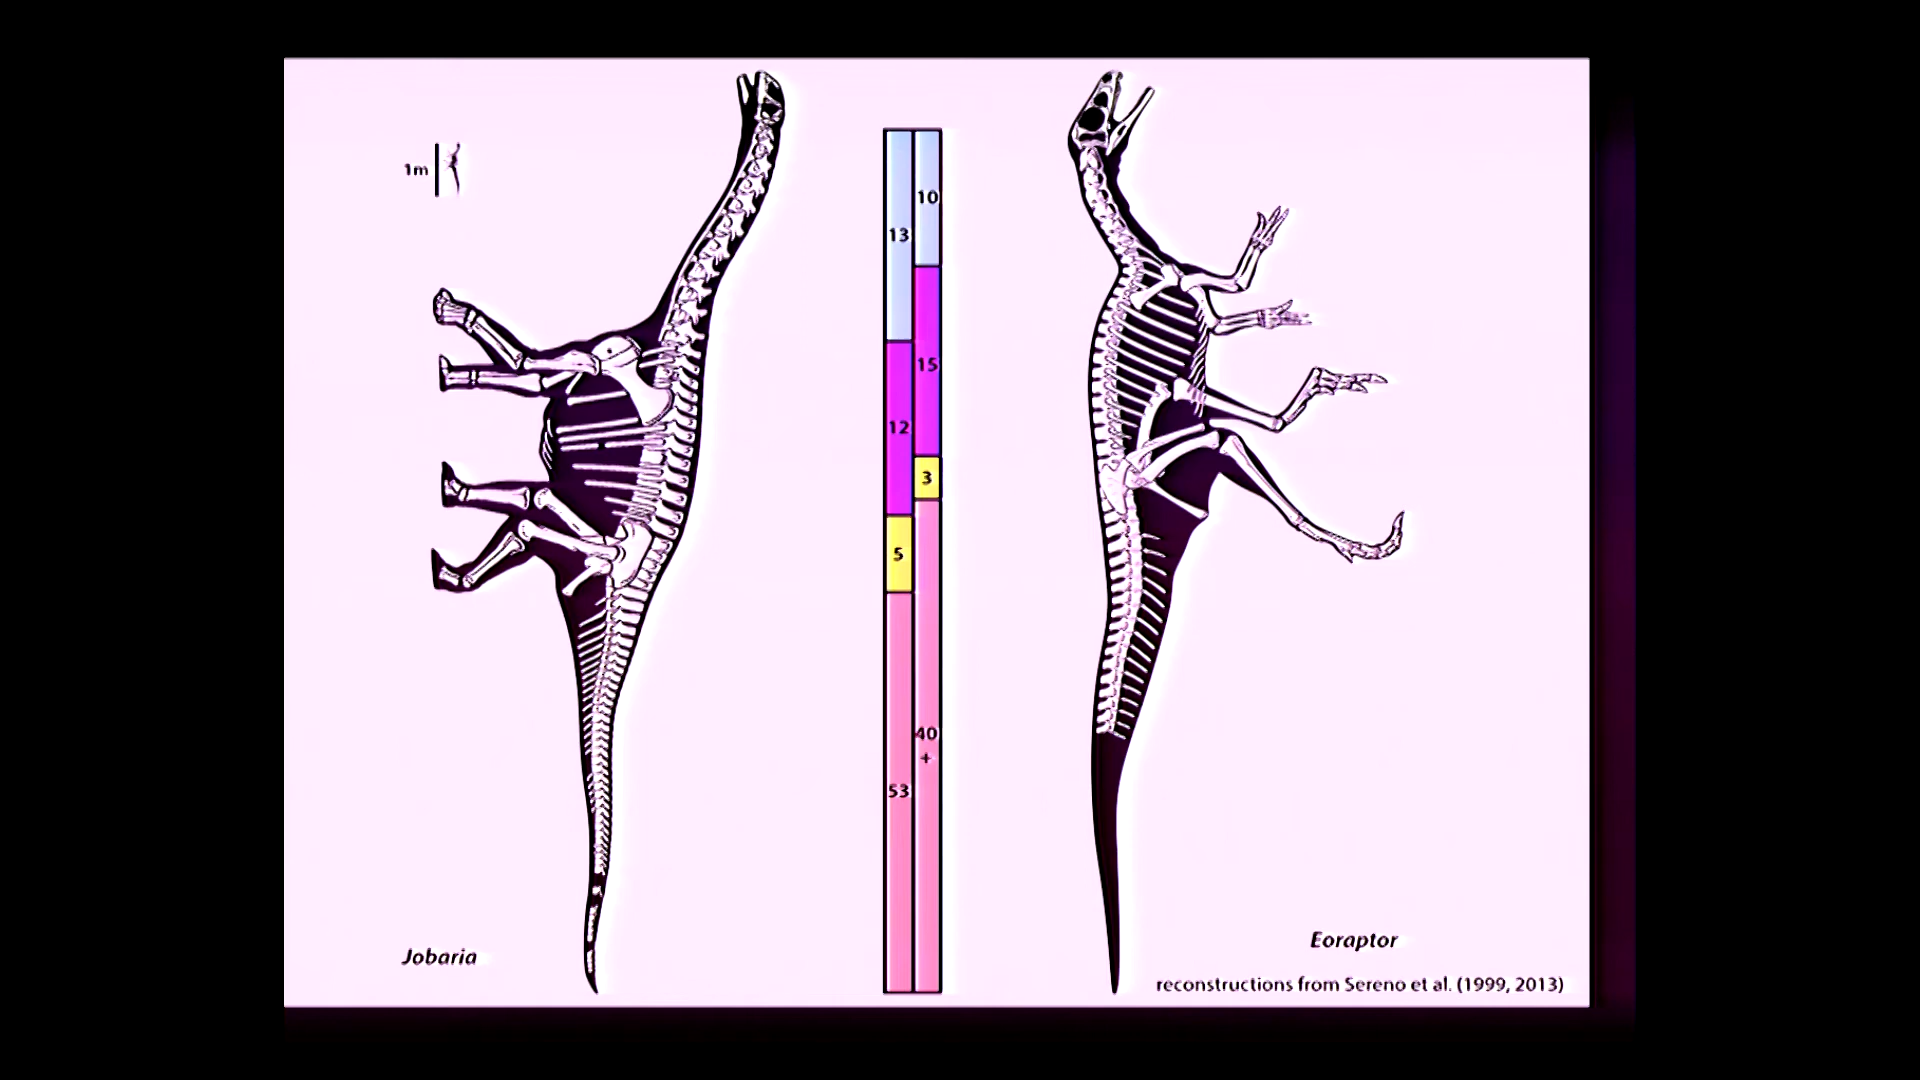 1m
10
13
15
12
3
5
40
+
53
Jobaria
Eoraptor
reconstructions from Sereno et al. (1999, 2013)